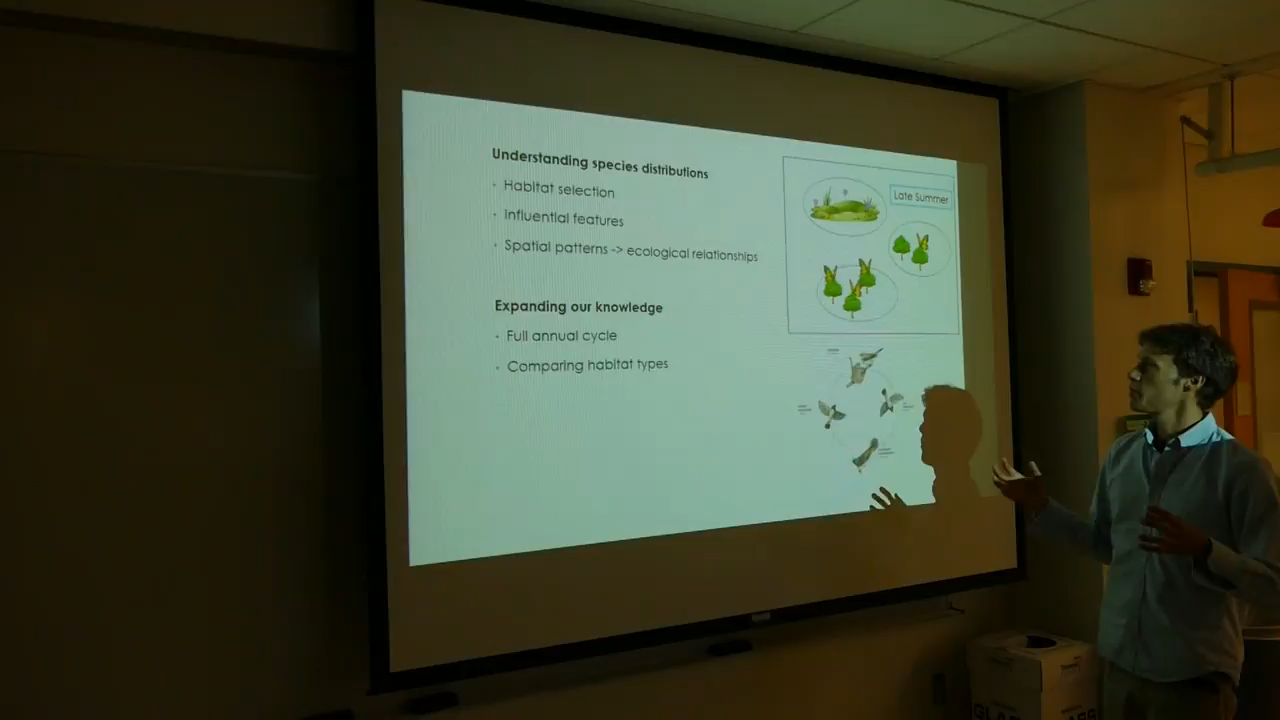 Understanding species distributions
· Habitat selection
· Influential features
· Spatial patterns -> ecological relationships
Expanding our knowledge
· Full annual cycle
· Comparing habitat types
Late Summer